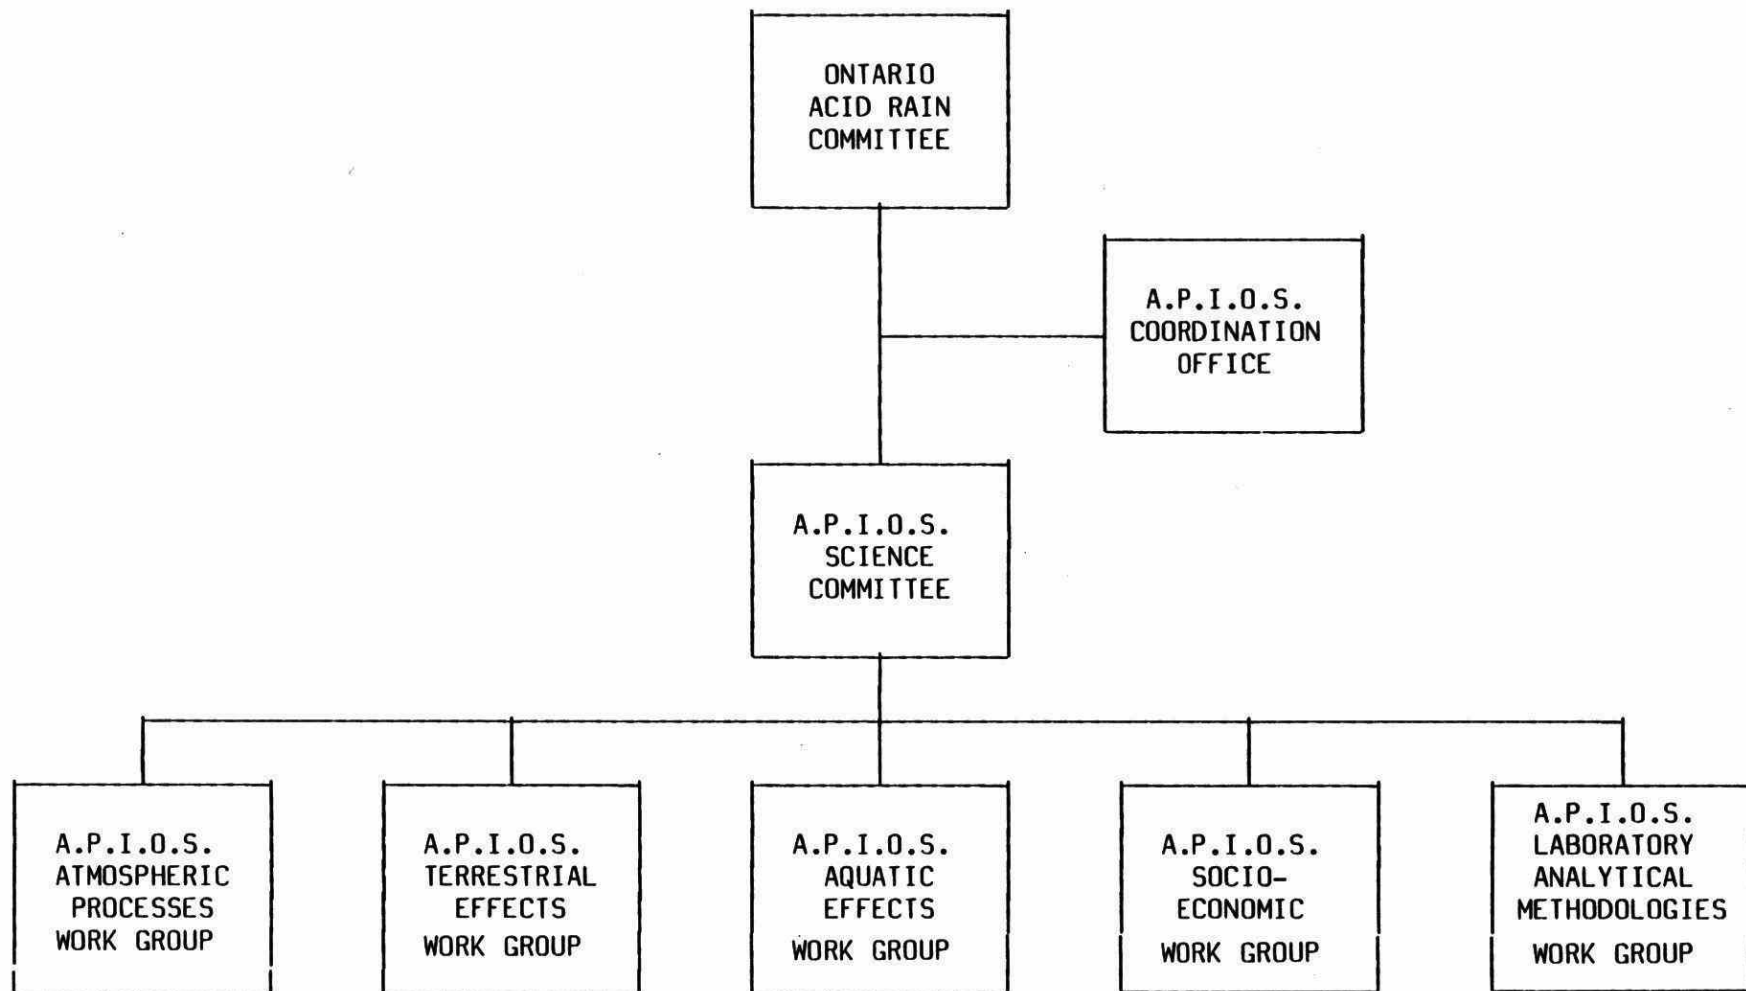 ONTARIO
ACID RAIN
COMMITTEE
A.P.I.O.S.
COORDINATION
OFFICE
A.P.I.O.S.
SCIENCE
COMMITTEE
A.P.I.O.S.
ATMOSPHERIC
PROCESSES
WORK GROUP
A.P.I.O.S.
TERRESTRIAL
EFFECTS
WORK GROUP
A.P.I.O.S.
AQUATIC
EFFECTS
WORK GROUP
A.P.I.O.S.
SOCIO-
ECONOMIC
WORK GROUP
A.P.I.O.S.
LABORATORY
ANALYTICAL
METHODOLOGIES
WORK GROUP